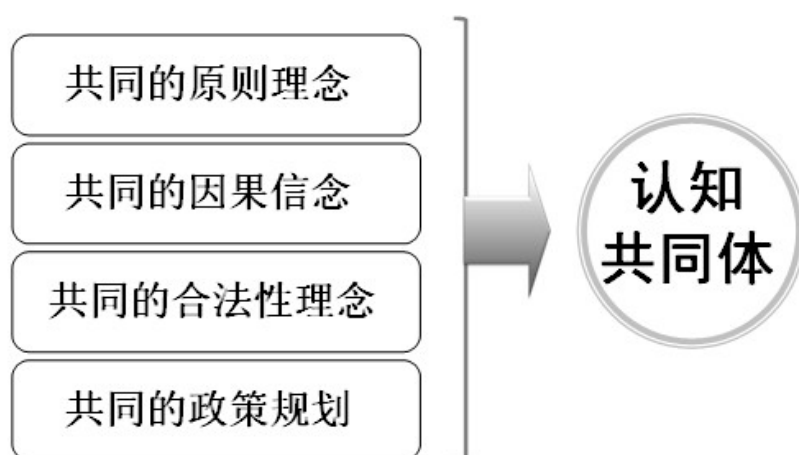 共同的原则理念
共同的因果信念
共同的合法性理念
共同的政策规划
认知
共同体